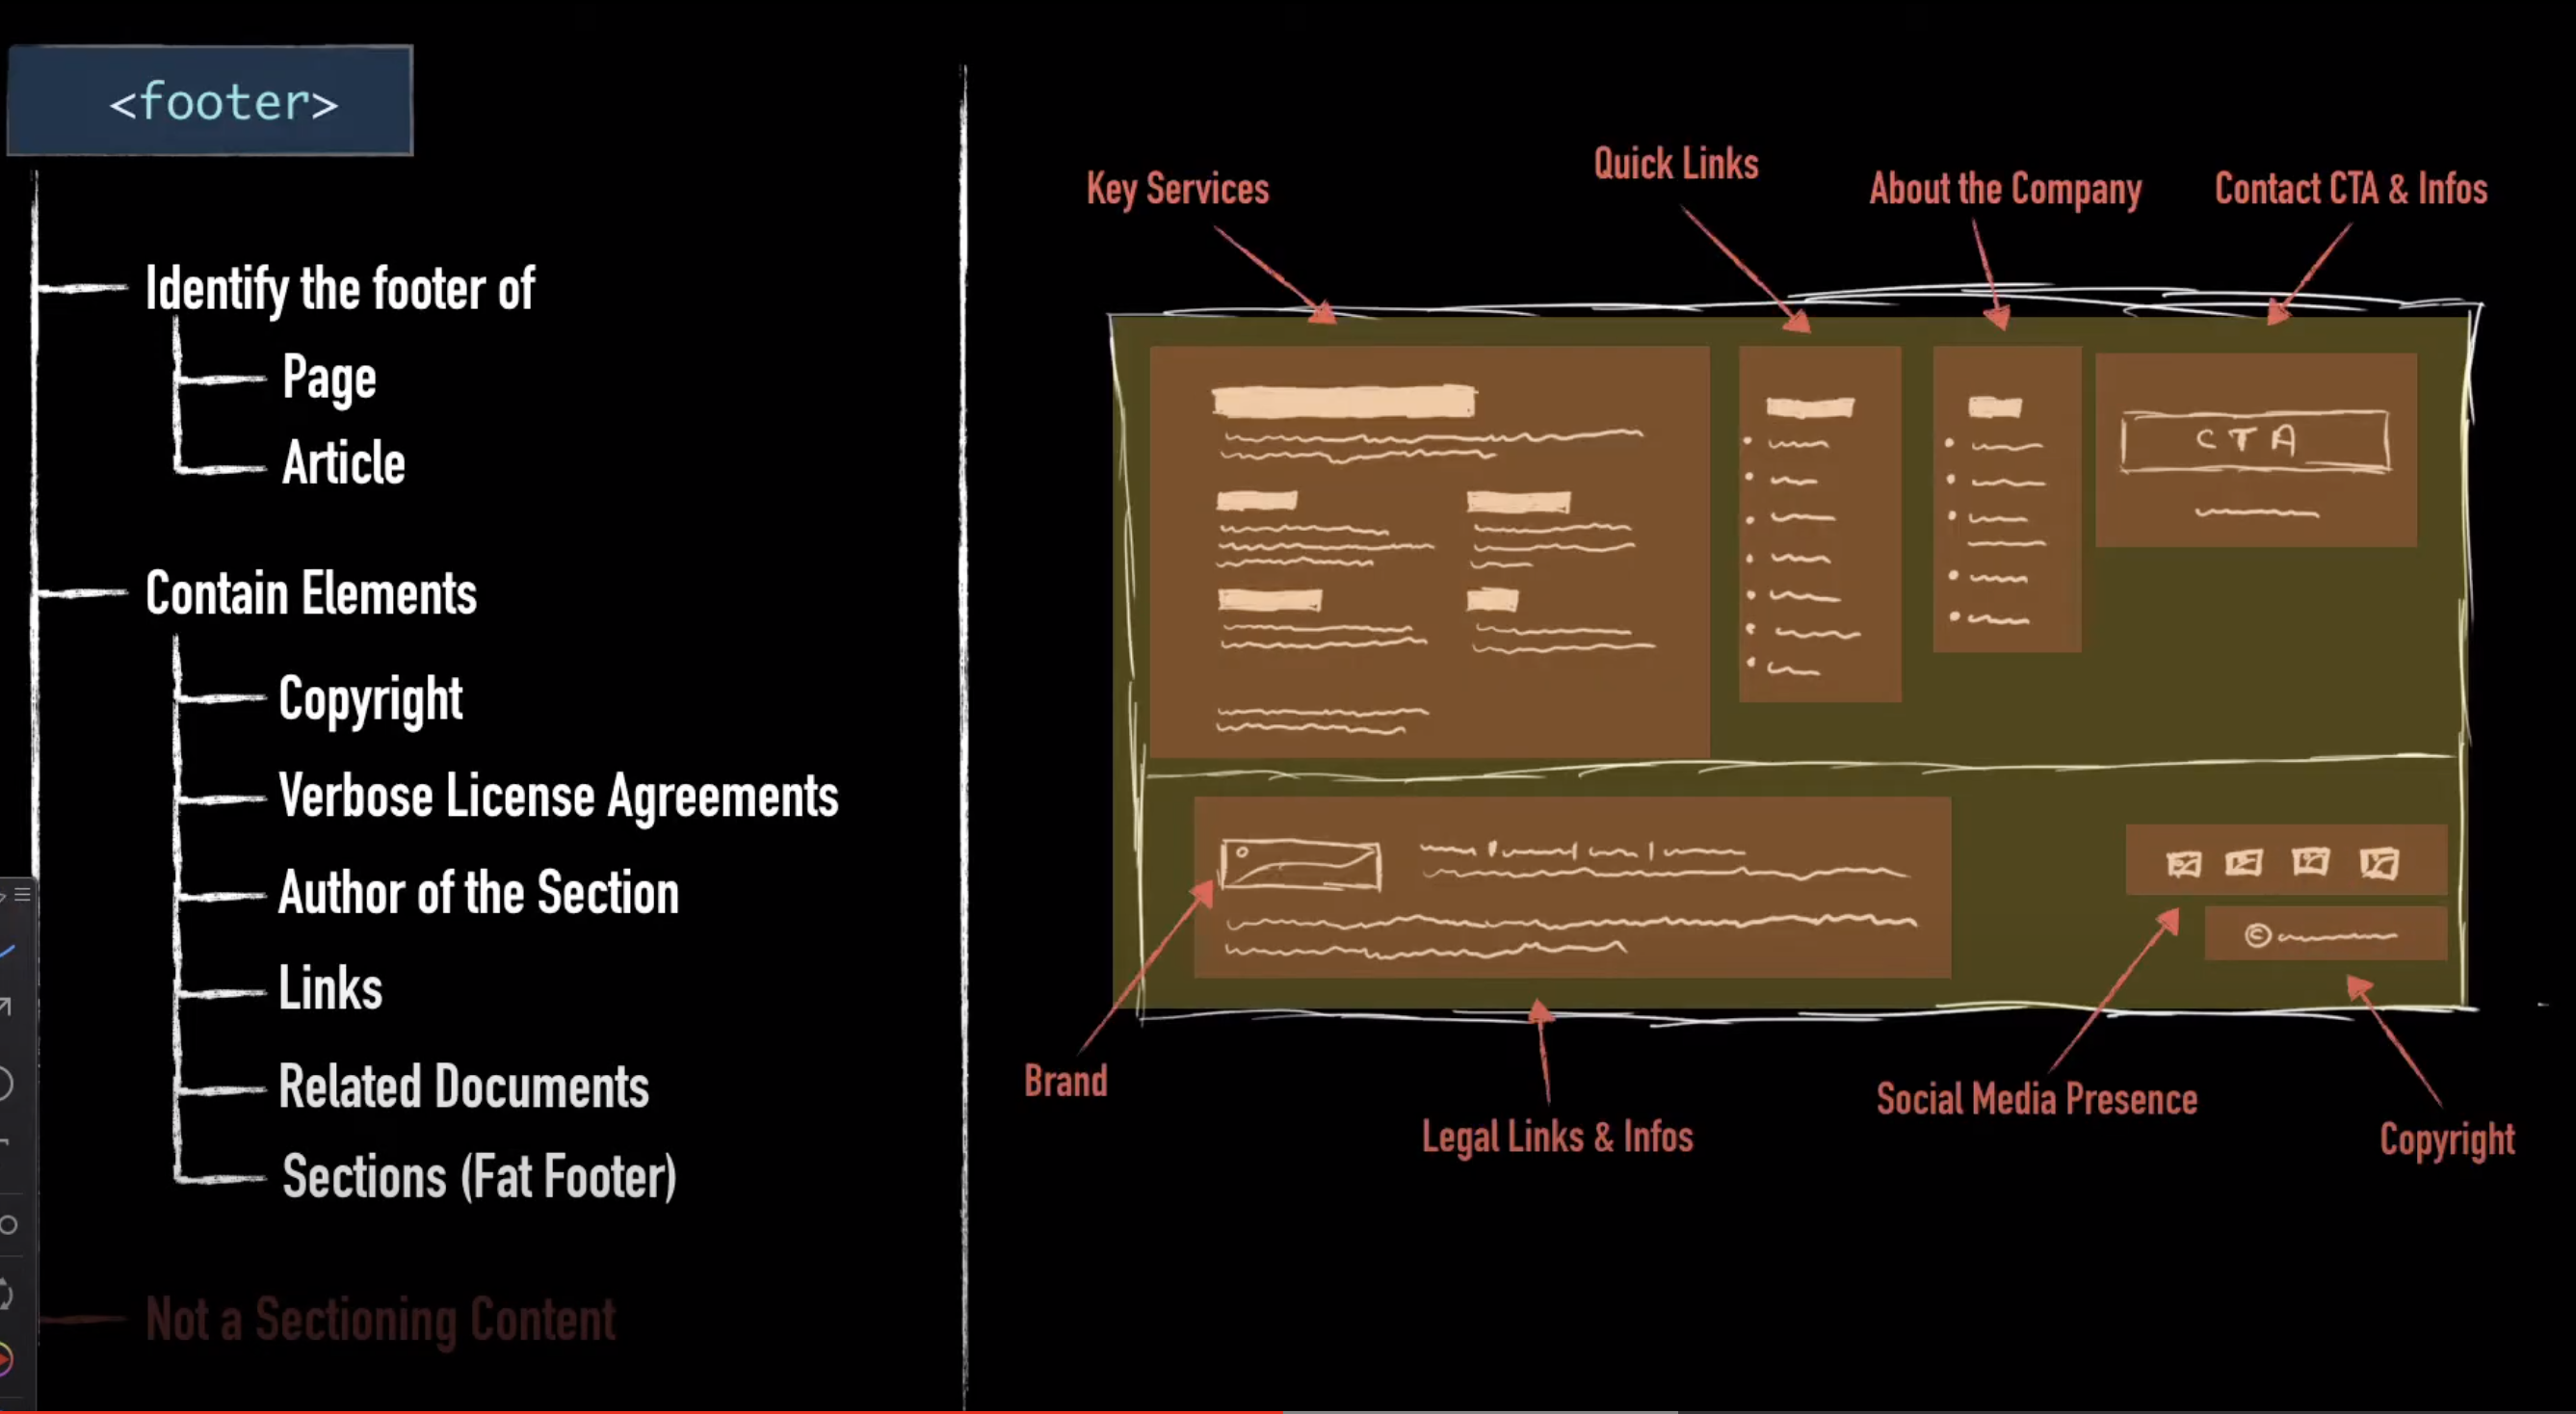 <footer>
Identify the footer of
Page
Article
Contain Elements
Copyright
Verbose License Agreements
Author of the Section
Links
Related Documents
Sections (Fat Footer)
Not a Sectioning Content
Key Services
Quick Links
About the Company
Contact CTA & Infos
CTA
©
Brand
Legal Links & Infos
Social Media Presence
Copyright